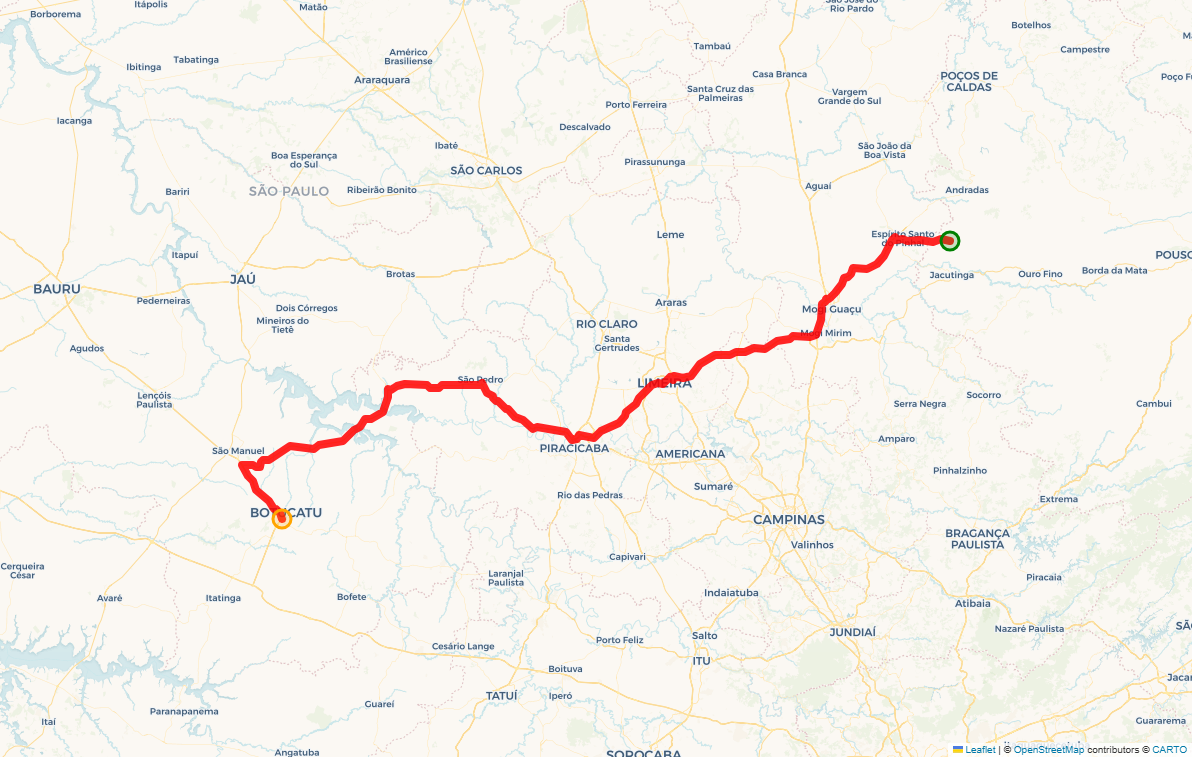 Itápolis
Matão
São José do
Rio Pardo
Borborema
Botelhos
Campestre
Tambaú
Américo
Brasiliense
Tabatinga
Ibitinga
Araraquara
Casa Branca
POÇOS DE
CALDAS
Santa Cruz das
Palmeiras
Vargem
Grande do Sul
Porto Ferreira
Iacanga
Descalvado
Ibaté
São João da
Boa Vista
Boa Esperança
do Sul
Pirassununga
SÃO CARLOS
Bariri
SÃO PAULO
Ribeirão Bonito
Aguaí
Andradas
Leme
Espírito Santo
do Pinhal
Itapuí
POUSO
JAÚ
Brotas
Jacutinga
Ouro Fino
Borda da Mata
BAURU
Pederneiras
Dois Córregos
Araras
Mogi Guaçu
Mineiros do
Tietê
RIO CLARO
Santa
Gertrudes
Mogi Mirim
Agudos
São Pedro
LIMEIRA
Lençóis
Paulista
Socorro
Serra Negra
Cambui
Amparo
São Manuel
PIRACICABA
AMERICANA
Pinhalzinho
Sumaré
Rio das Pedras
Extrema
BOTUCATU
CAMPINAS
BRAGANÇA
PAULISTA
Valinhos
Capivari
Cerqueira
César
Laranjal
Paulista
Piracaia
Avaré
Itatinga
Bofete
Indaiatuba
Atibaia
Nazaré Paulista
JUNDIAÍ
Salto
Porto Feliz
Cesário Lange
ITU
Boituva
TATUÍ
Iperó
Guareí
Paranapanema
Itaí
Guararema
Angatuba
SOROCABA
Leaflet | © OpenStreetMap contributors © CARTO